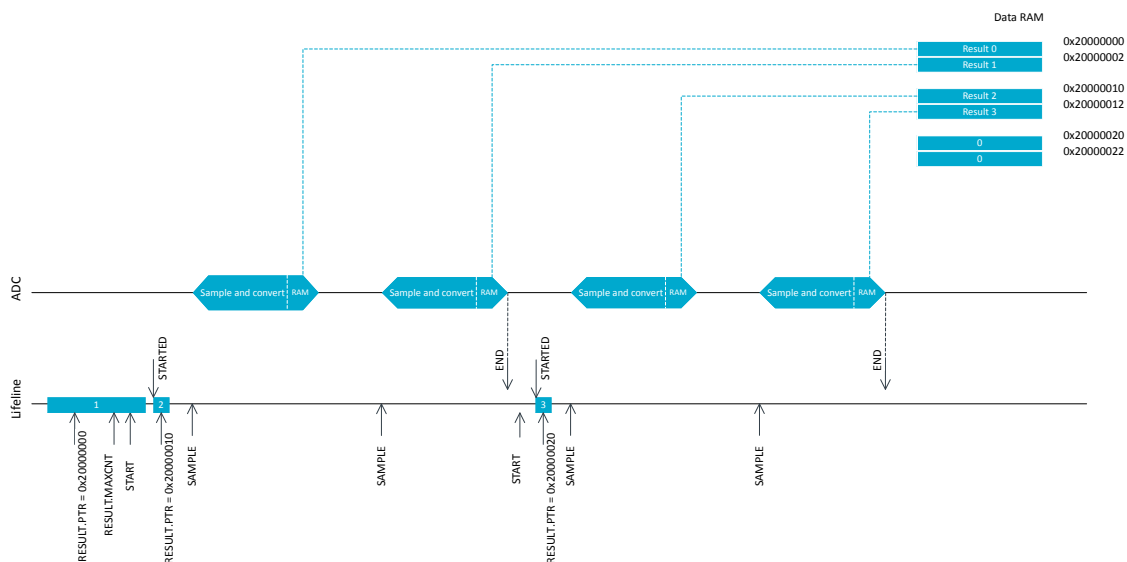 Data RAM
Result 0
0x20000000
Result 1
0x20000002
Result 2
0x20000010
Result 3
0x20000012
0
0x20000020
0
0x20000022
ADC
Sample and convert
RAM
Sample and convert
RAM
Sample and convert
RAM
Sample and convert
RAM
STARTED
END
STARTED
END
Lifeline
1
2
3
RESULT.PTR = 0x20000000
RESULT.MAXCNT
START
RESULT.PTR = 0x20000010
SAMPLE
SAMPLE
START
RESULT.PTR = 0x20000020
SAMPLE
SAMPLE